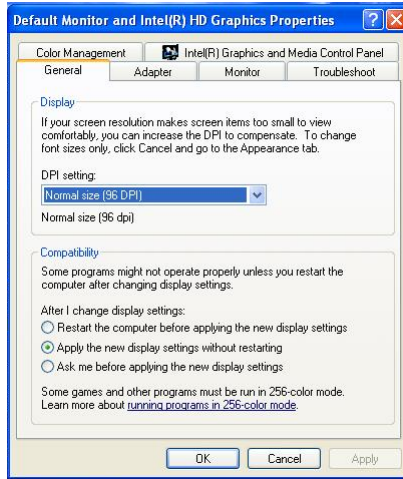 Default Monitor and Intel(R) HD Graphics Properties
Color Management
Intel(R) Graphics and Media Control Panel
General
Adapter
Monitor
Troubleshoot
Display
If your screen resolution makes screen items too small to view
comfortably, you can increase the DPI to compensate. To change
font sizes only, click Cancel and go to the Appearance tab.
DPI setting:
Normal size (96 DPI)
Normal size (96 dpi)
Compatibility
Some programs might not operate properly unless you restart the
computer after changing display settings.
After I change display settings:
Restart the computer before applying the new display settings
Apply the new display settings without restarting
Ask me before applying the new display settings
Some games and other programs must be run in 256-color mode.
Learn more about running programs in 256-color mode.
OK
Cancel
Apply